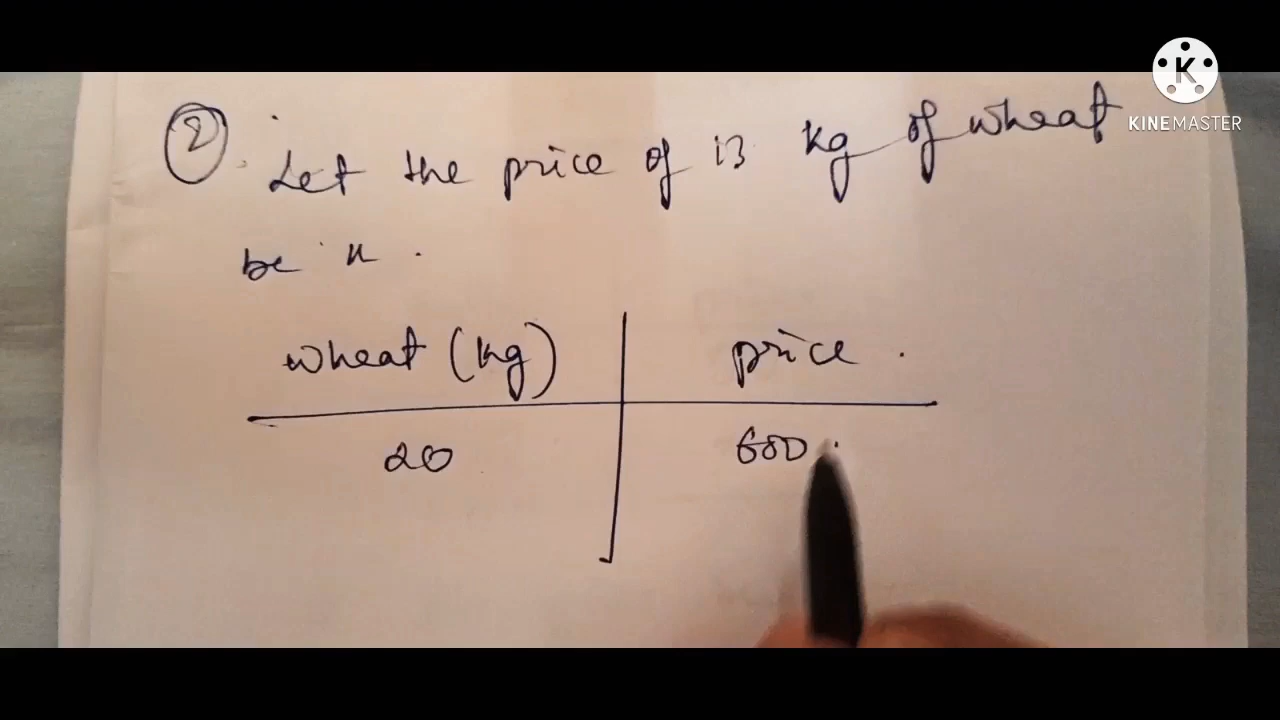 K
KINEMASTER
② Let the price of 13 kg of wheat
be x.
wheat (kg) price.
20 600